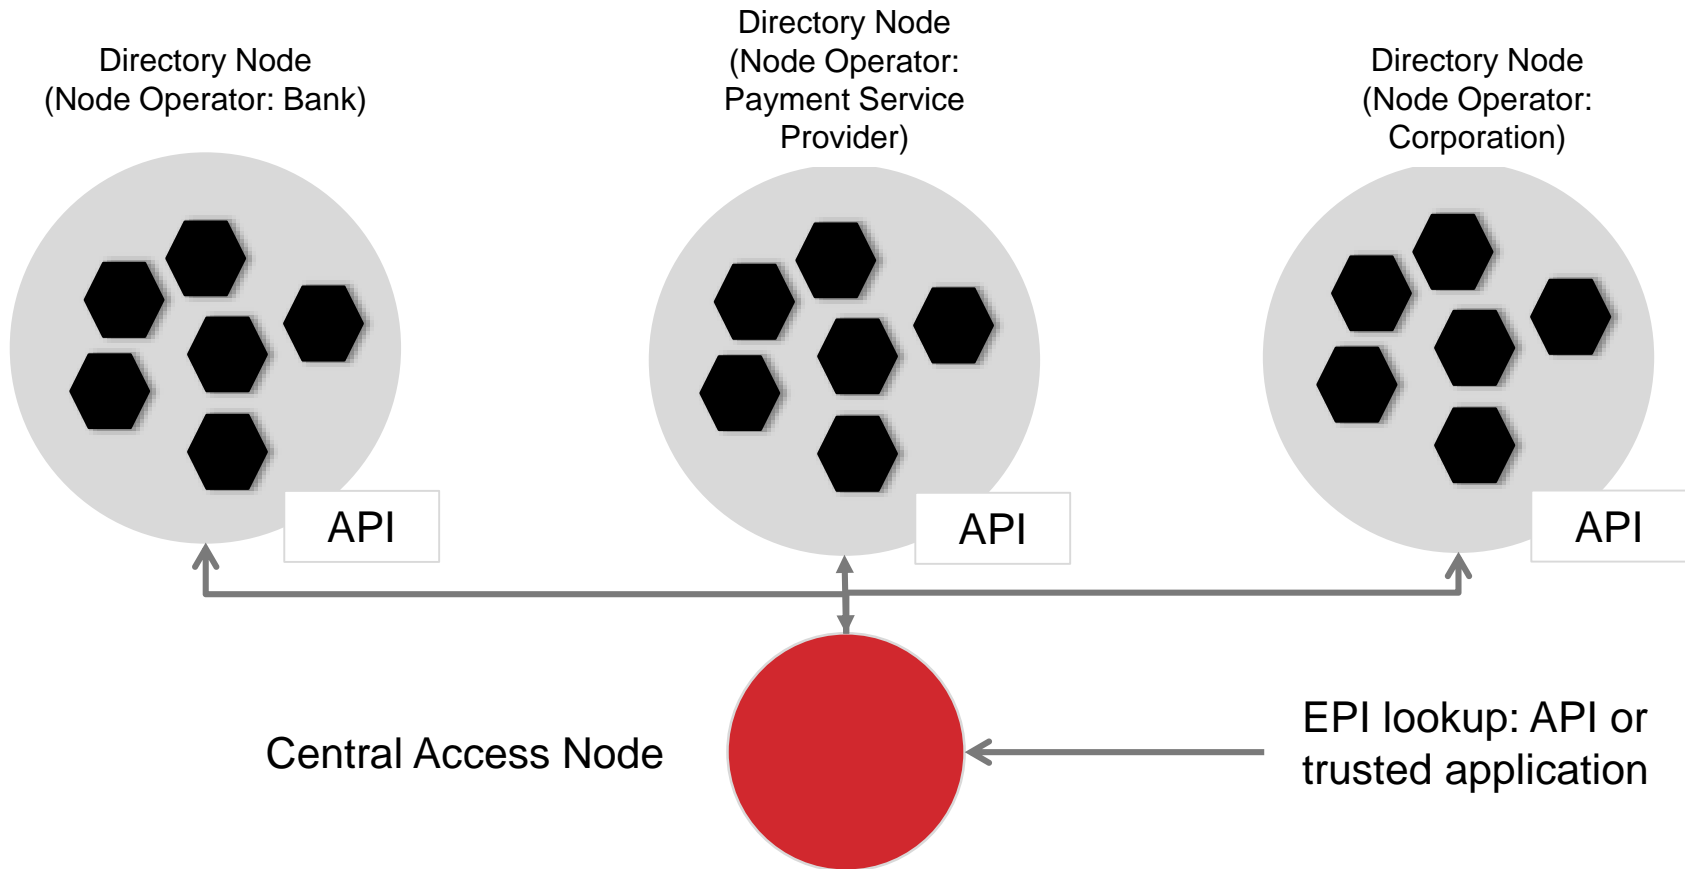 Directory Node
(Node Operator: Bank)
Directory Node
(Node Operator:
Payment Service
Provider)
Directory Node
(Node Operator:
Corporation)
API
API
API
Central Access Node
EPI lookup: API or
trusted application